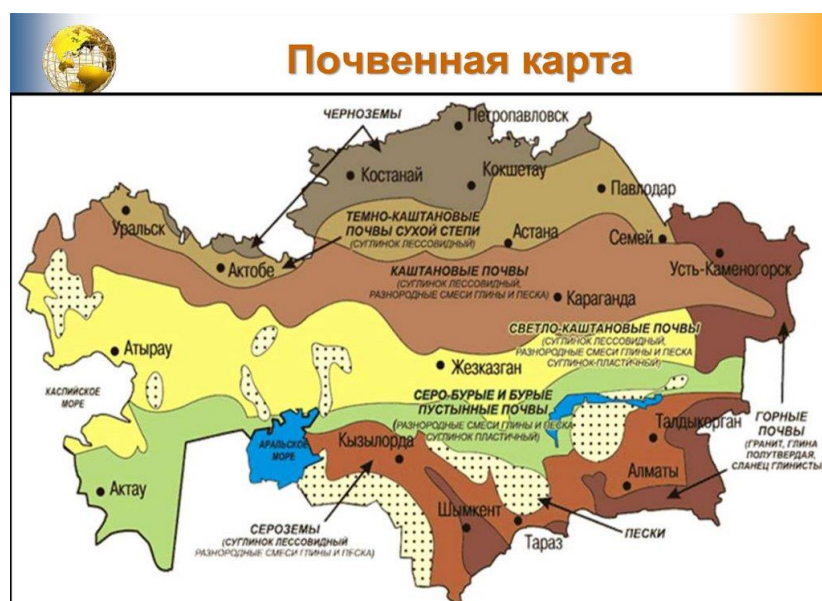 Почвенная карта
ЧЕРНОЗЕМЫ
Петропавловск
Костанай
Кокшетау
Павлодар
Уральск
ТЕМНО-КАШТАНОВЫЕ
ПОЧВЫ СУХОЙ СТЕПИ
(СУГЛИНОК ЛЕССОВИДНЫЙ)
Астана
Семей
Актобе
КАШТАНОВЫЕ ПОЧВЫ
(СУГЛИНОК ЛЕССОВИДНЫЙ,
РАЗНОРОДНЫЕ СМЕСИ ГЛИНЫ И ПЕСКА)
Усть-Каменогорск
Караганда
СВЕТЛО-КАШТАНОВЫЕ ПОЧВЫ
(СУГЛИНОК ЛЕССОВИДНЫЙ,
РАЗНОРОДНЫЕ СМЕСИ ГЛИНЫ И ПЕСКА
СУГЛИНОК-ПЛАСТИЧНЫЙ)
Атырау
Жезказган
КАСПИЙСКОЕ
МОРЕ
СЕРО-БУРЫЕ И БУРЫЕ
ПУСТЫННЫЕ ПОЧВЫ
(РАЗНОРОДНЫЕ СМЕСИ ГЛИНЫ И ПЕСКА
СУГЛИНОК ПЛАСТИЧНЫЙ)
ГОРНЫЕ
ПОЧВЫ
(ГРАНИТ, ГЛИНА
ПОЛУТВЕРДАЯ,
СЛАНЕЦ ГЛИНИСТЫЙ)
АРАЛЬСКОЕ
МОРЕ
Кызылорда
Талдыкорган
Актау
Алматы
Шымкент
Тараз
ПЕСКИ
СЕРОЗЕМЫ
(СУГЛИНОК ЛЕССОВИДНЫЙ
РАЗНОРОДНЫЕ СМЕСИ ГЛИНЫ И ПЕСКА)